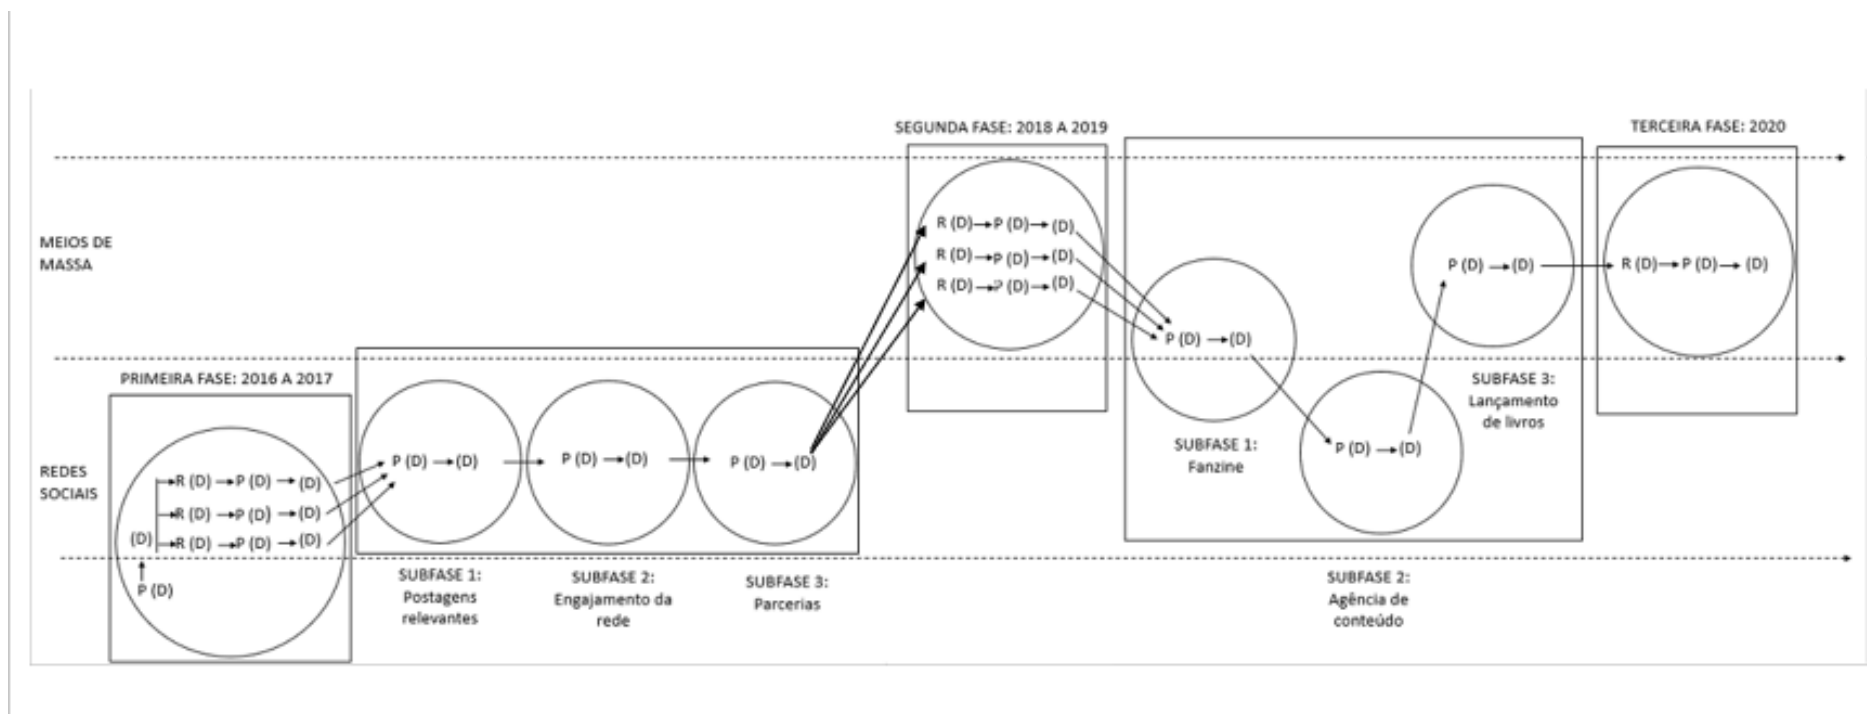 SEGUNDA FASE: 2018 A 2019
TERCEIRA FASE: 2020
MEIOS DE
MASSA
R (D) → P (D) → (D)
R (D) → P (D) → (D)
R (D) → P (D) → (D)
P (D) → (D)
P (D) → (D)
R (D) → P (D) → (D)
PRIMEIRA FASE: 2016 A 2017
SUBFASE 3:
Lançamento
de livros
SUBFASE 1:
Fanzine
P (D) → (D)
REDES
SOCIAIS
R (D) → P (D) → (D)
R (D) → P (D) → (D)
(D)
R (D) → P (D) → (D)
P (D)
P (D) → (D)
P (D) → (D)
P (D) → (D)
SUBFASE 1:
Postagens
relevantes
SUBFASE 2:
Engajamento da
rede
SUBFASE 3:
Parcerias
SUBFASE 2:
Agência de
conteúdo